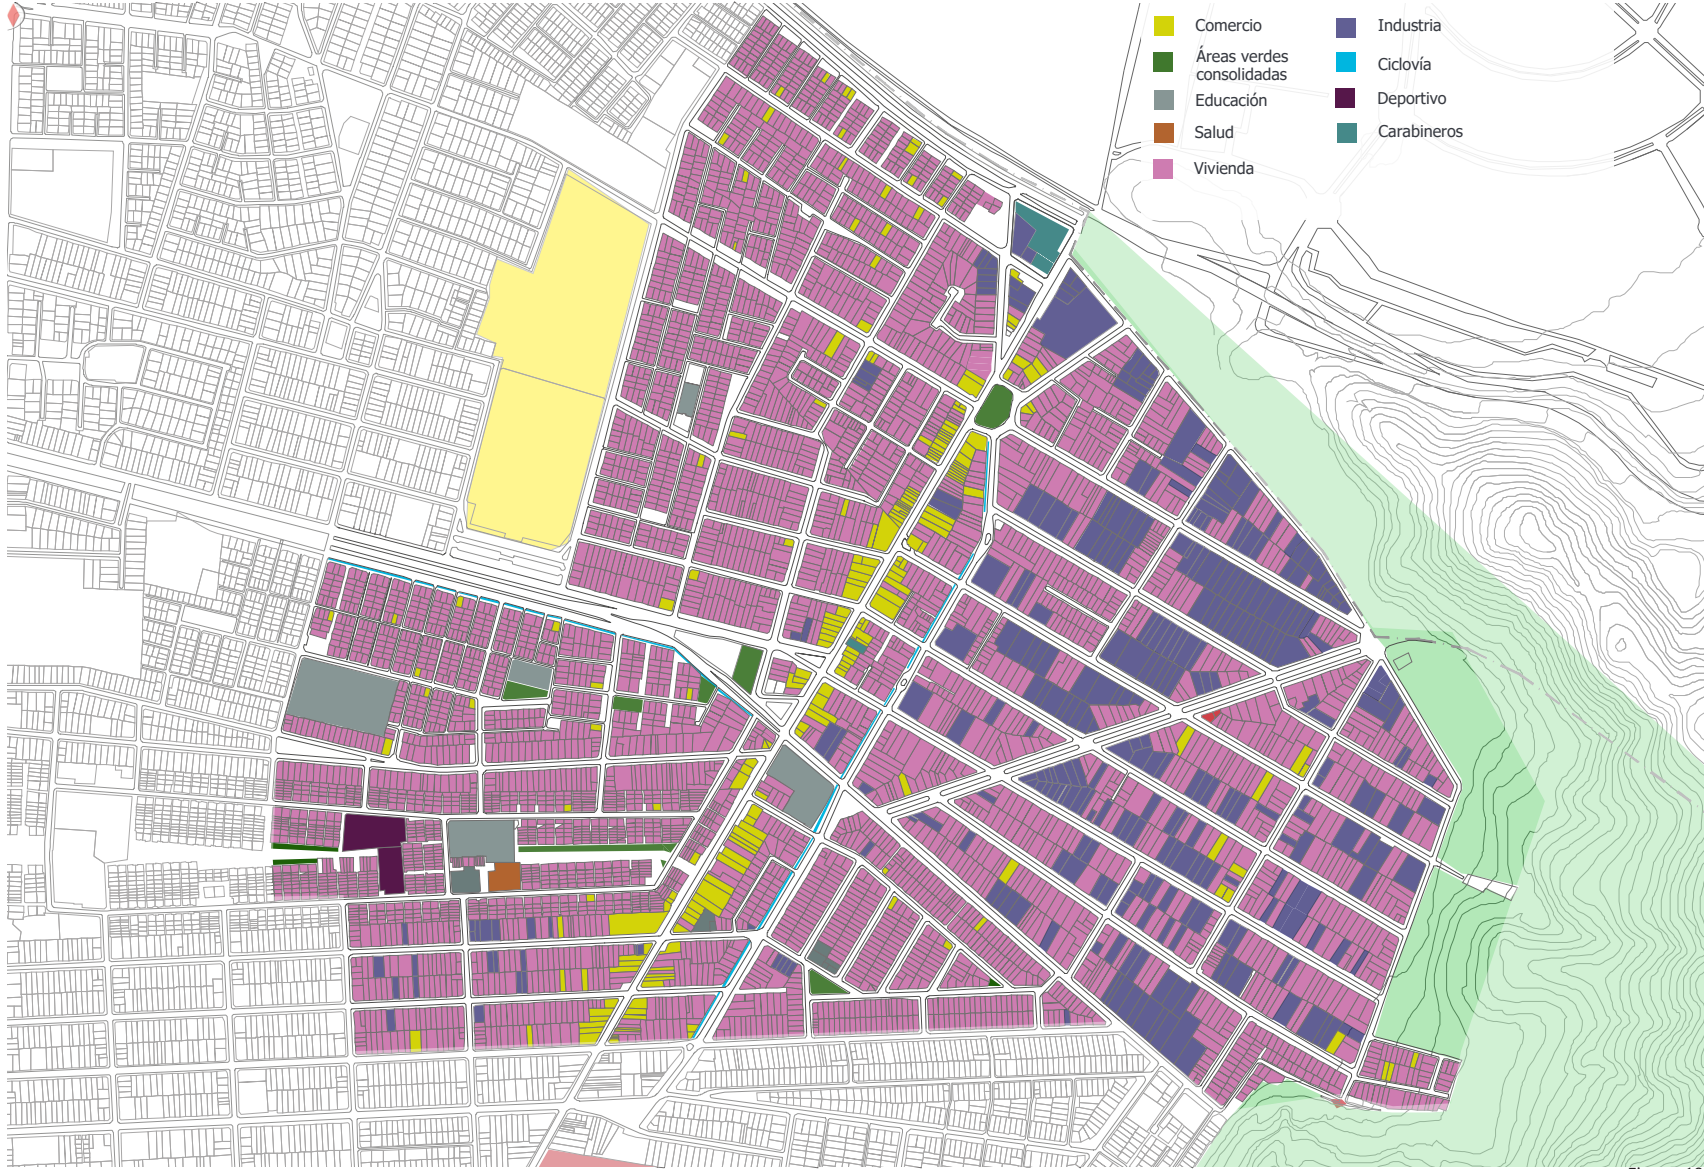 Comercio
Áreas verdes
consolidadas
Educación
Salud
Vivienda
Industria
Ciclovía
Deportivo
Carabineros